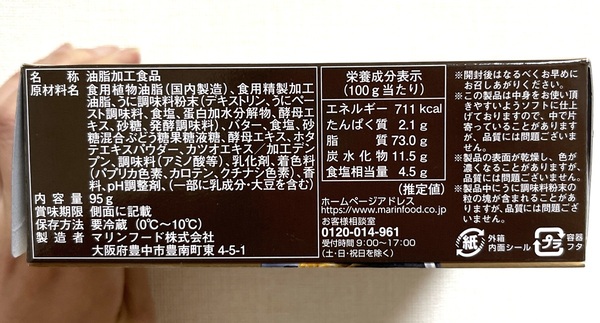 名称 油脂加工食品
原材料名 食用植物油脂(国内製造)、食用精製加工
油脂、うに調味料粉末(デキストリン、うにペー
スト調味料、食塩、蛋白加水分解物、酵母エ
キス、砂糖、発酵調味料)、バター、食塩、砂
糖混合ぶどう糖果糖液糖、酵母エキス、ホタ
テエキスパウダー、カツオエキス/加工デン
プン、調味料(アミノ酸等)、乳化剤、着色料
(パプリカ色素、カロテン、クチナシ色素)、香
料、pH調整剤、(一部に乳成分・大豆を含む)
内容量 95g
賞味期限 側面に記載
保存方法 要冷蔵(0℃〜10℃)
製造者 マリンフード株式会社
大阪府豊中市豊南町東4-5-1
栄養成分表示
(100g当たり)
エネルギー 711kcal
たんぱく質 2.1g
脂質 73.0g
炭水化物 11.5g
食塩相当量 4.5g
(推定値)
ホームページアドレス
https://www.marinfood.co.jp
お客様相談室
0120-014-961
受付時間 9:00〜17:00
(土・日・祝日を除く)
※開封後はなるべくお早めに
お召しあがりください。
※この製品は中身をお使い頂
きやすいようソフトに仕上
げておりますので、中で片
寄っていることがあります
が、品質には問題ございま
せん。
※製品の表面が乾燥し、色が
濃くなることがありますが、
品質には問題ございません。
※製品中にうに調味料粉末の
粒の塊が含まれることがあり
ますが、品質には問題ござい
ません。
紙 外箱
内面シール
プラ 容器
フタ